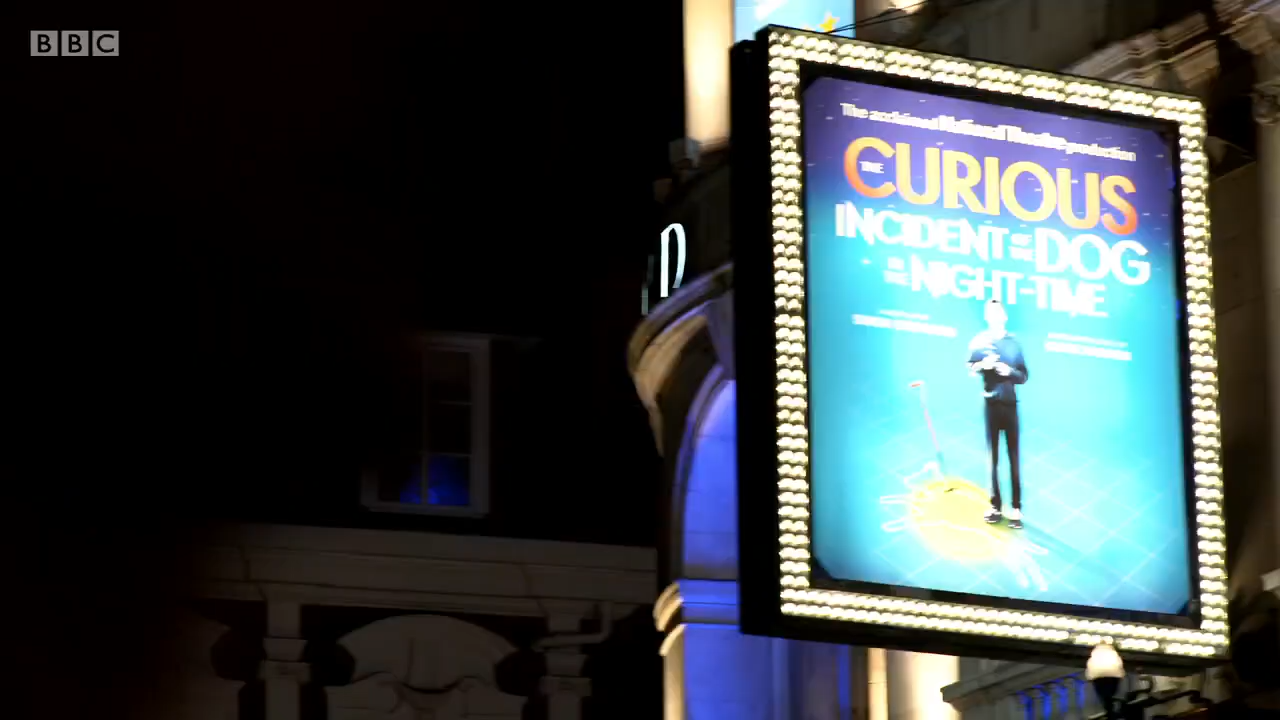 BBC
The acclaimed National Theatre production
THE
CURIOUS
INCIDENT OF THE DOG
IN THE NIGHT-TIME